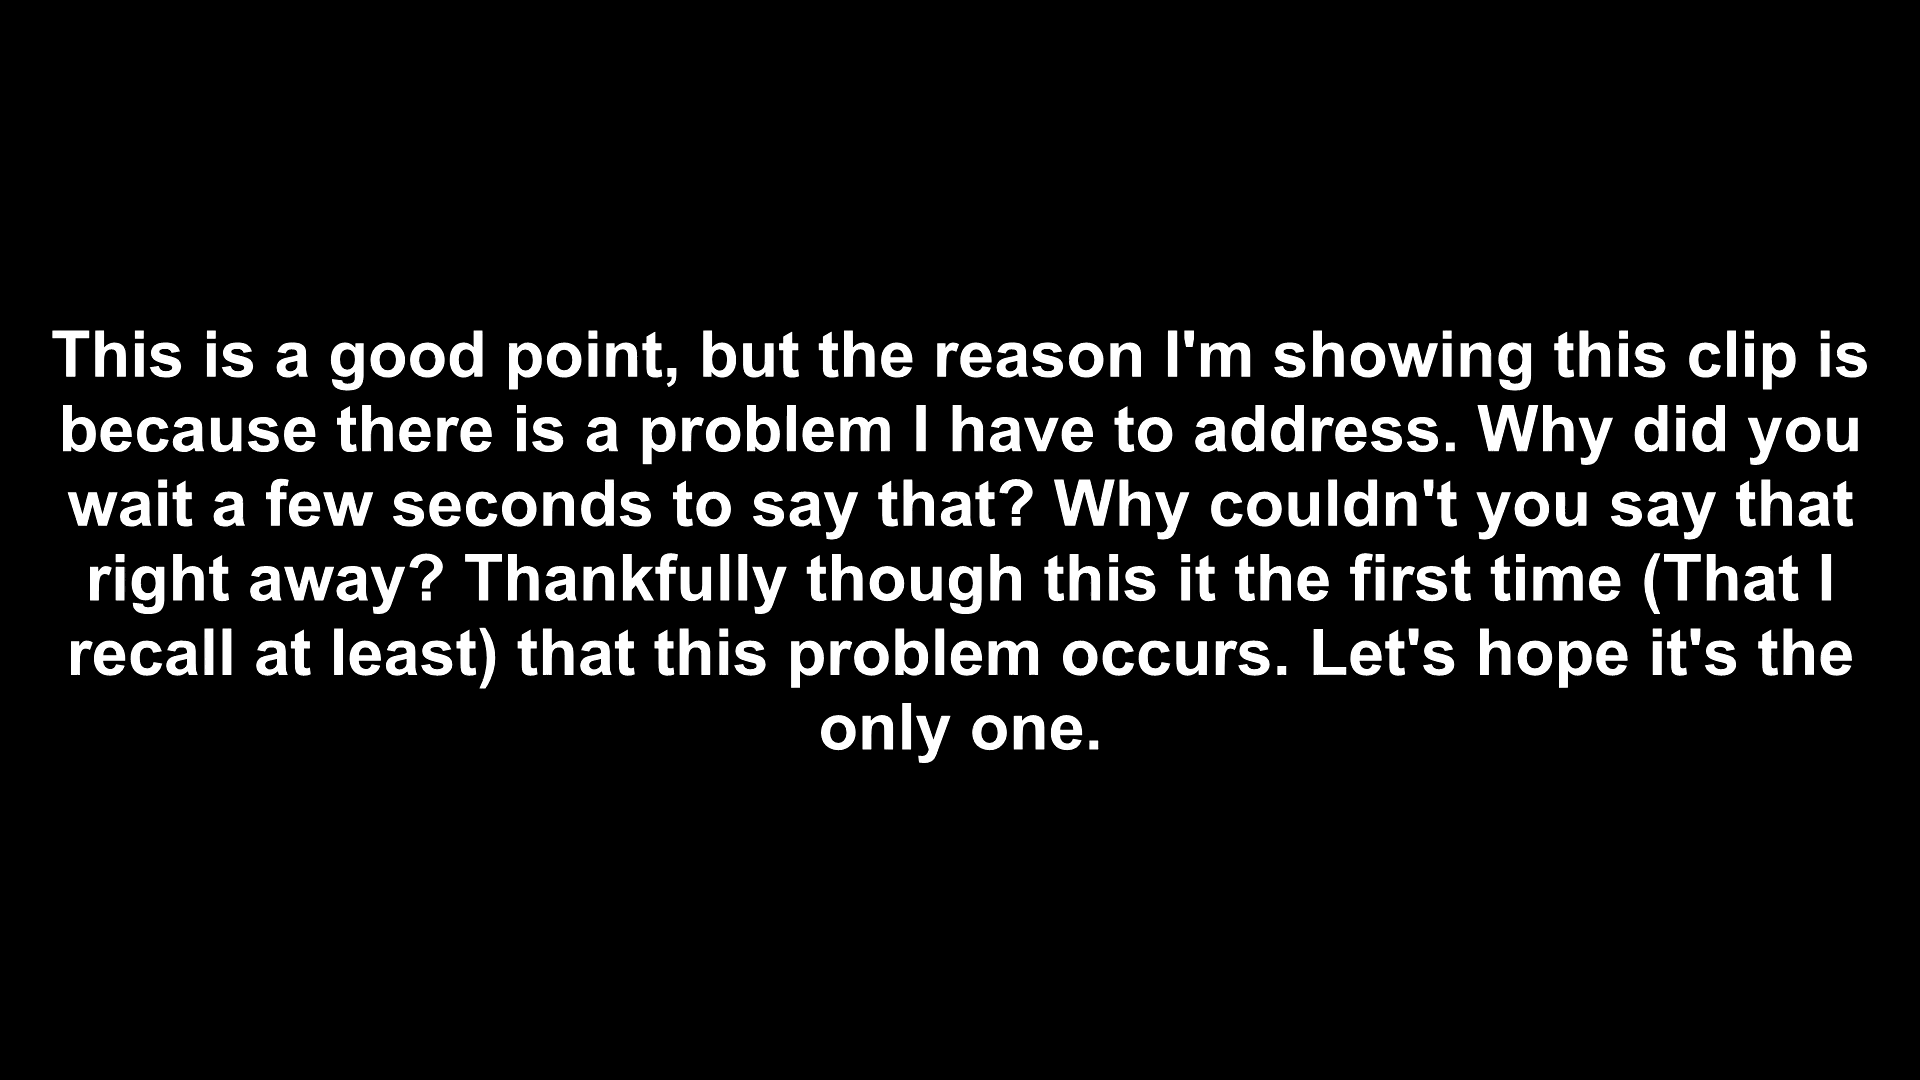 This is a good point, but the reason I'm showing this clip is
because there is a problem I have to address. Why did you
wait a few seconds to say that? Why couldn't you say that
right away? Thankfully though this it the first time (That I
recall at least) that this problem occurs. Let's hope it's the
only one.